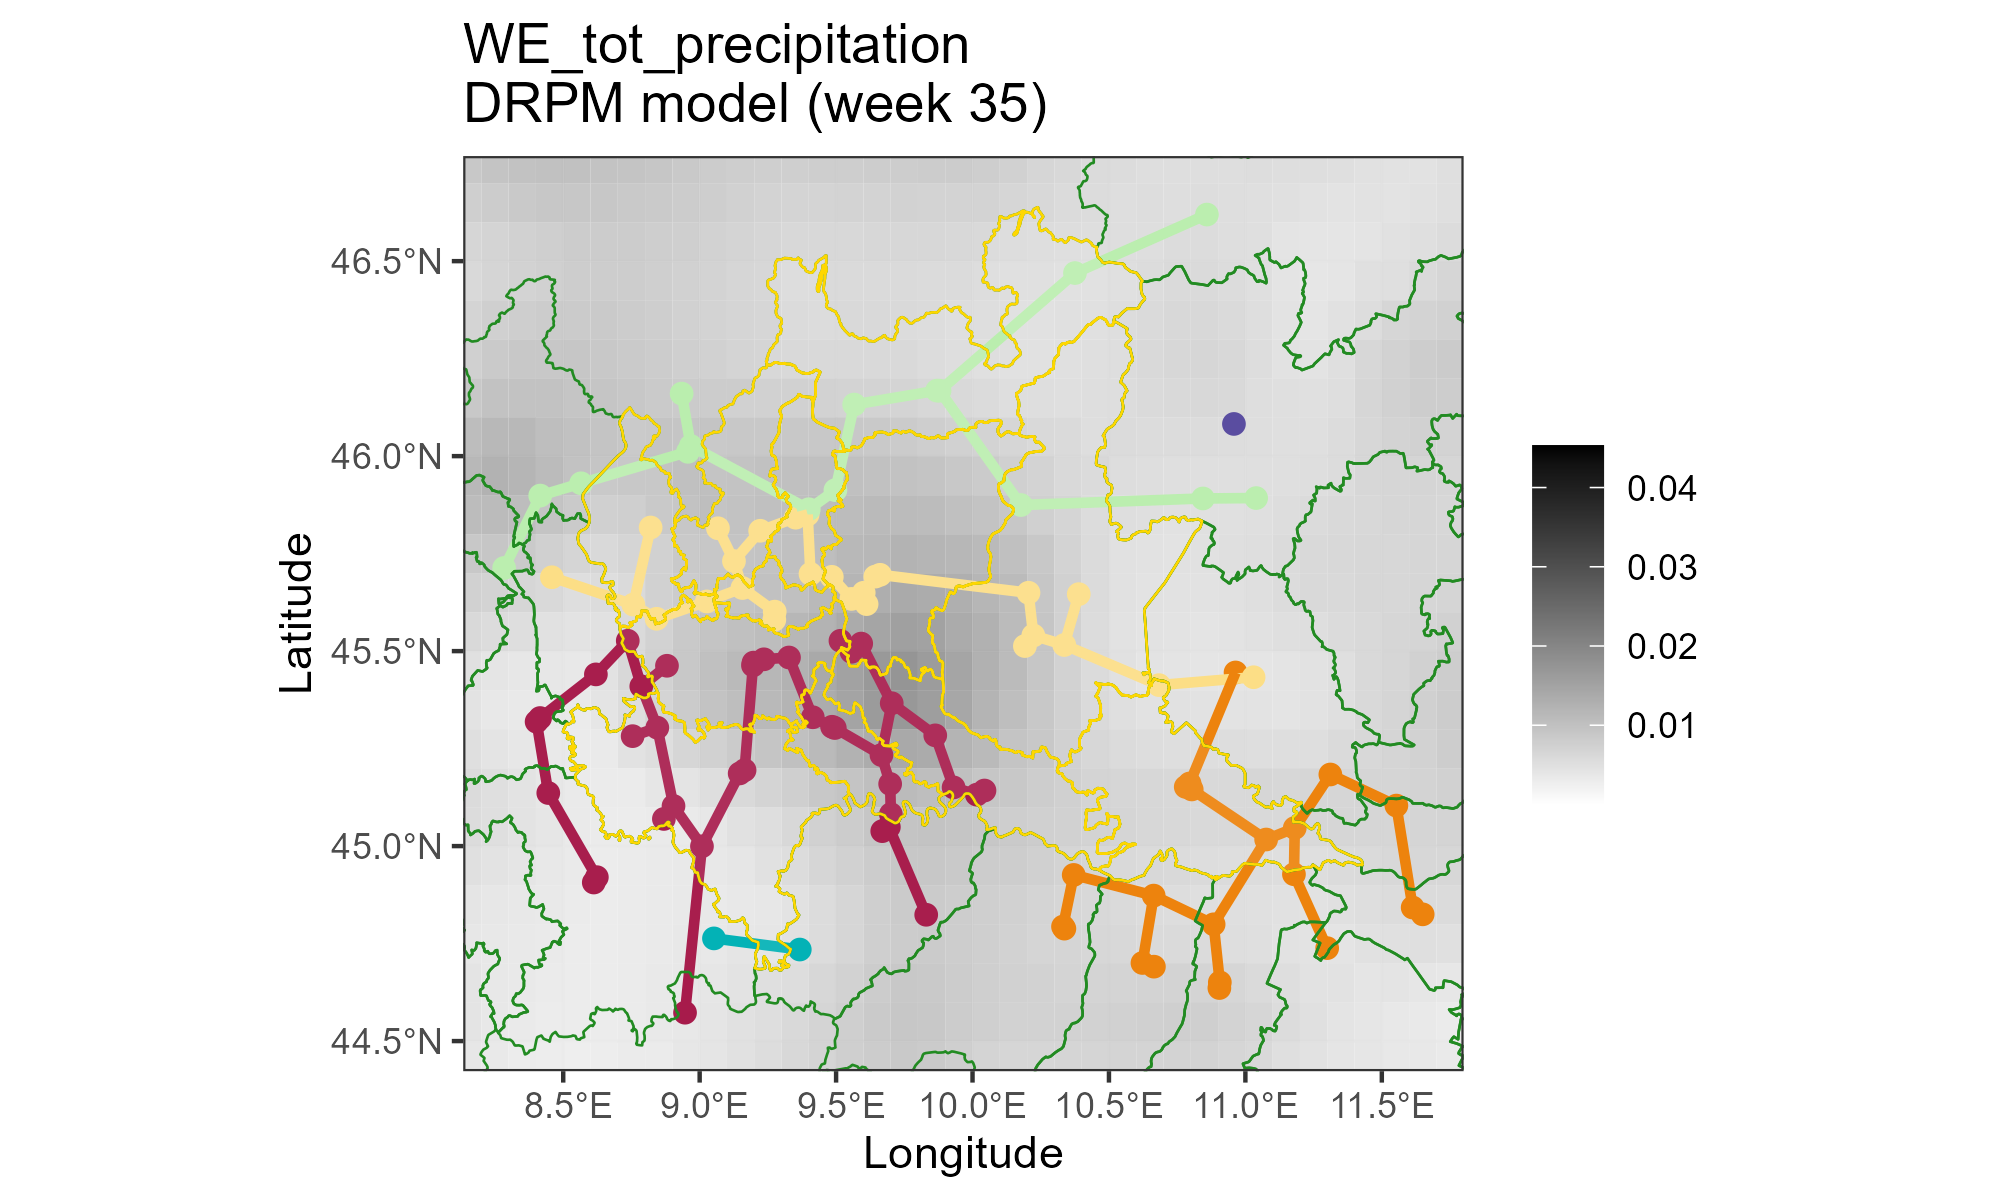 WE_tot_precipitation
DRPM model (week 35)
46.5°N
46.0°N
45.5°N
45.0°N
44.5°N
Latitude
8.5°E 9.0°E 9.5°E 10.0°E 10.5°E 11.0°E 11.5°E
Longitude
0.04
0.03
0.02
0.01